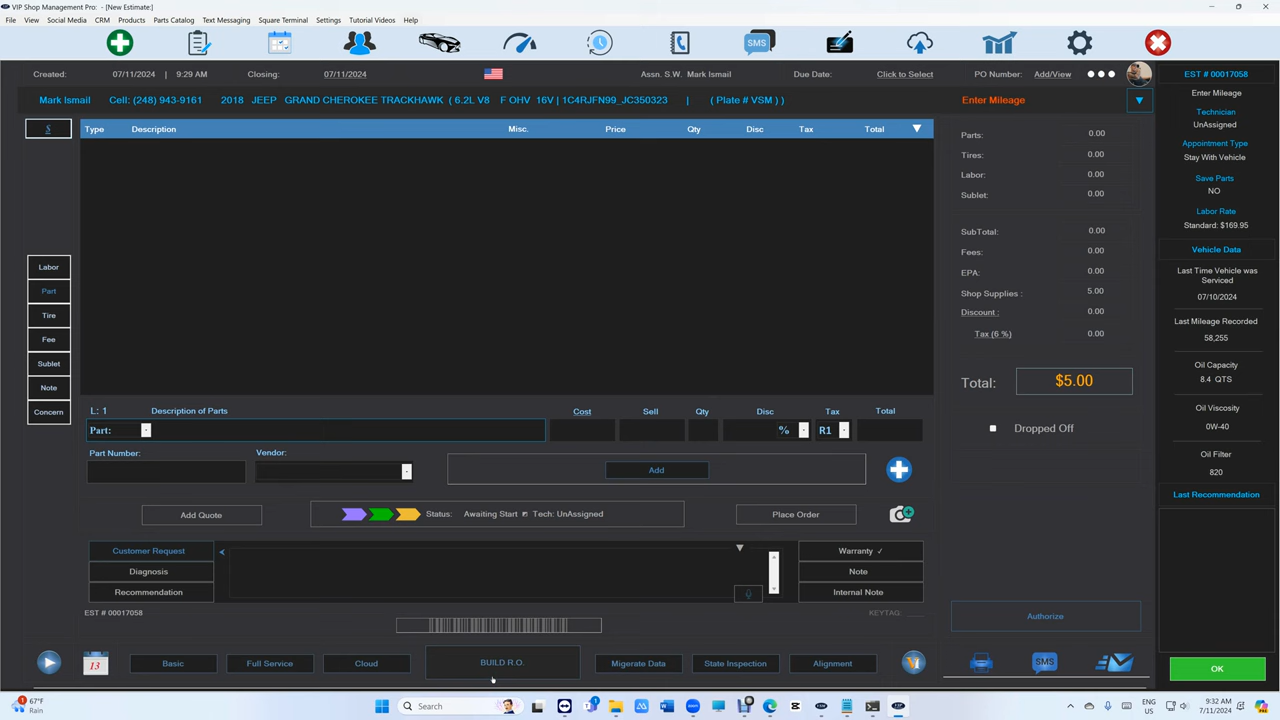 VIP Shop Management Pro: - [New Estimate:]
File View Social Media CRM Products Parts Catalog Text Messaging Square Terminal Settings Tutorial Videos Help
SMS
Created: 07/11/2024 | 9:29 AM Closing: 07/11/2024 Assn. S.W. Mark Ismail Due Date: Click to Select PO Number: Add/View
EST # 00017058
Mark Ismail Cell: (248) 943-9161 2018 JEEP GRAND CHEROKEE TRACKHAWK ( 6.2L V8 F OHV 16V | 1C4RJFN99_JC350323 | ( Plate # VSM ) ) Enter Mileage
Enter Mileage
Technician
UnAssigned
Appointment Type
Stay With Vehicle
Save Parts
NO
Labor Rate
Standard: $169.95
Vehicle Data
Last Time Vehicle was
Serviced
07/10/2024
Last Mileage Recorded
58,255
Oil Capacity
8.4 QTS
Oil Viscosity
0W-40
Oil Filter
820
Last Recommendation
OK
S
Type Description Misc. Price Qty Disc Tax Total
Labor
Part
Tire
Fee
Sublet
Note
Concern
Parts: 0.00
Tires: 0.00
Labor: 0.00
Sublet: 0.00
SubTotal: 0.00
Fees: 0.00
EPA: 0.00
Shop Supplies : 5.00
Discount : 0.00
Tax (6 %) 0.00
Total: $5.00
Dropped Off
L: 1 Description of Parts Cost Sell Qty Disc Tax Total
Part: % R1
Part Number: Vendor:
Add
Add Quote Status: Awaiting Start Tech: UnAssigned Place Order
Customer Request Warranty ✓
Diagnosis Note
Recommendation Internal Note
EST # 00017058 KEYTAG:
Authorize
13 Basic Full Service Cloud BUILD R.O. Migerate Data State Inspection Alignment SMS
1 67°F
Rain
Search
ENG
US
9:32 AM
7/11/2024